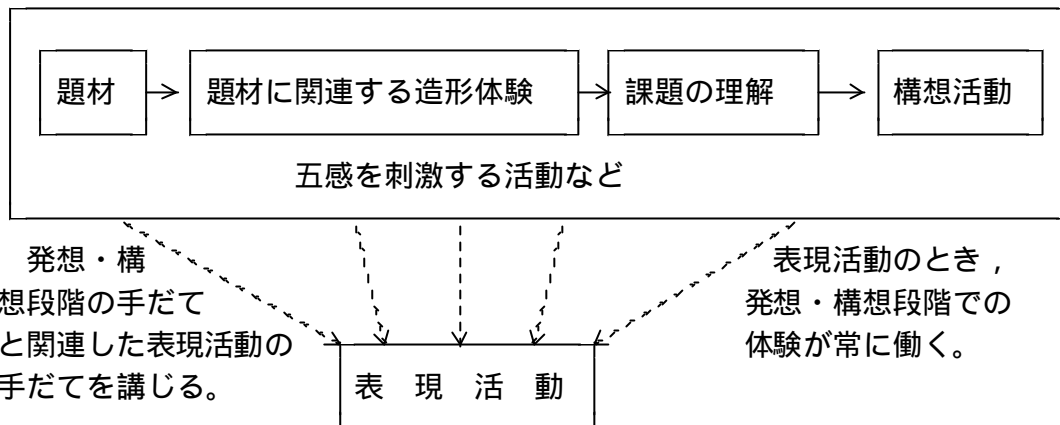 題材
題材に関連する造形体験
課題の理解
構想活動
五感を刺激する活動など
発想・構
想段階の手だて
と関連した表現活動の
手だてを講じる。
表現活動のとき，
発想・構想段階での
体験が常に働く。
表 現 活 動